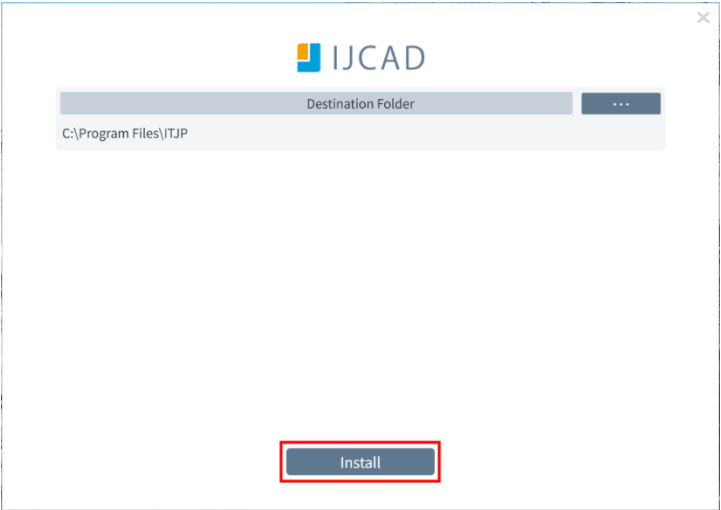 IJCAD
Destination Folder
...
C:\Program Files\ITJP
Install